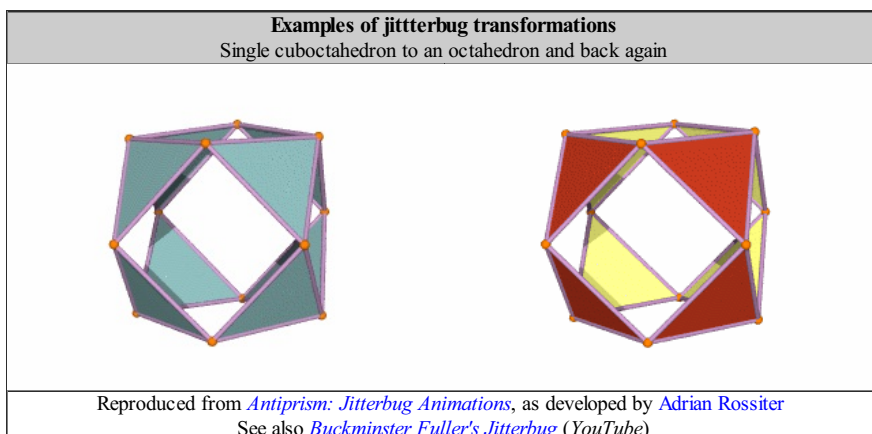 Examples of jittterbug transformations
Single cuboctahedron to an octahedron and back again
Reproduced from Antiprism: Jitterbug Animations, as developed by Adrian Rossiter
See also Buckminster Fuller's Jitterbug (YouTube)